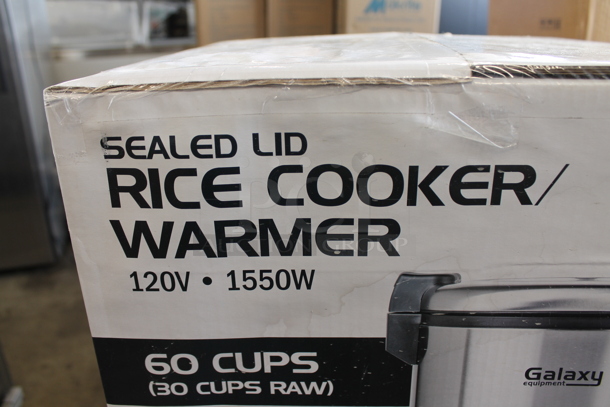 SEALED LID
RICE COOKER/
WARMER
120V • 1550W
60 CUPS
(30 CUPS RAW)
Galaxy
equipment